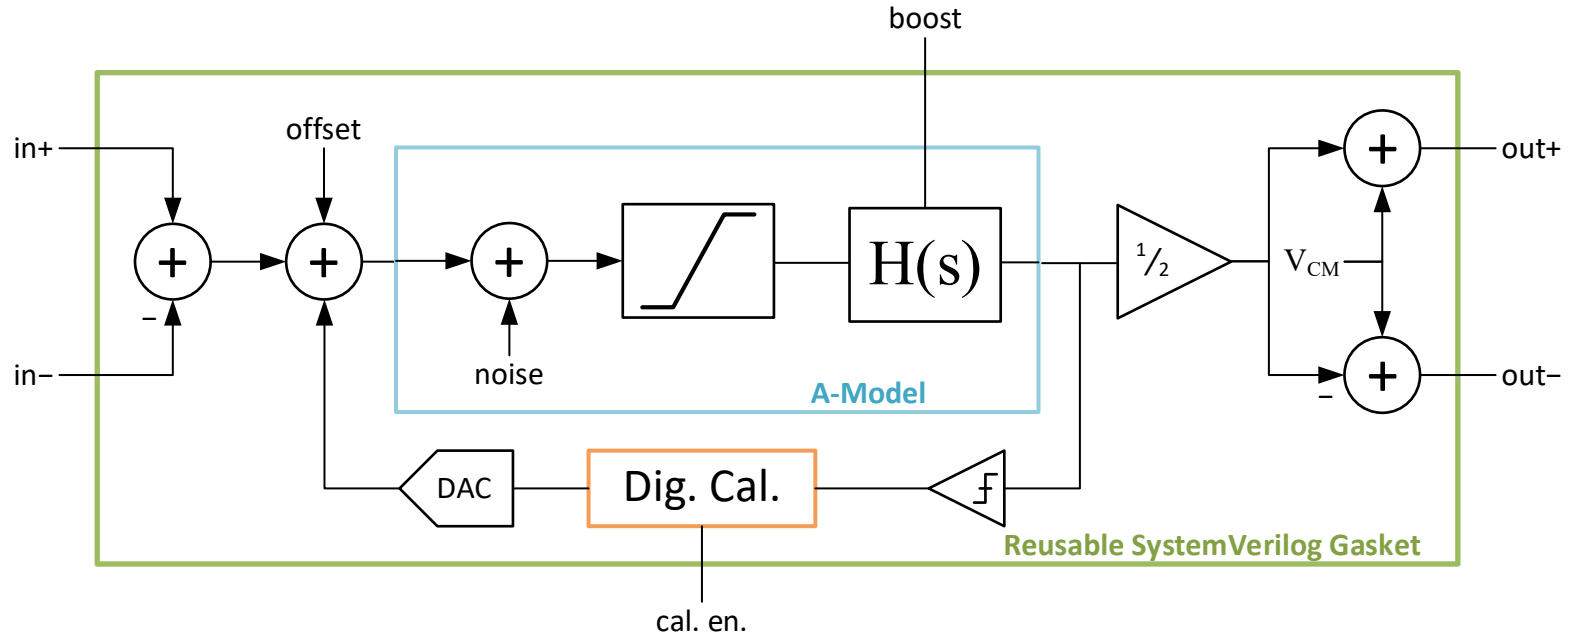 boost
in+
offset
+
out+
+
+
+
H(s)
1/2
VCM
−
in−
noise
A-Model
−
+
out−
DAC
Dig. Cal.
Reusable SystemVerilog Gasket
cal. en.